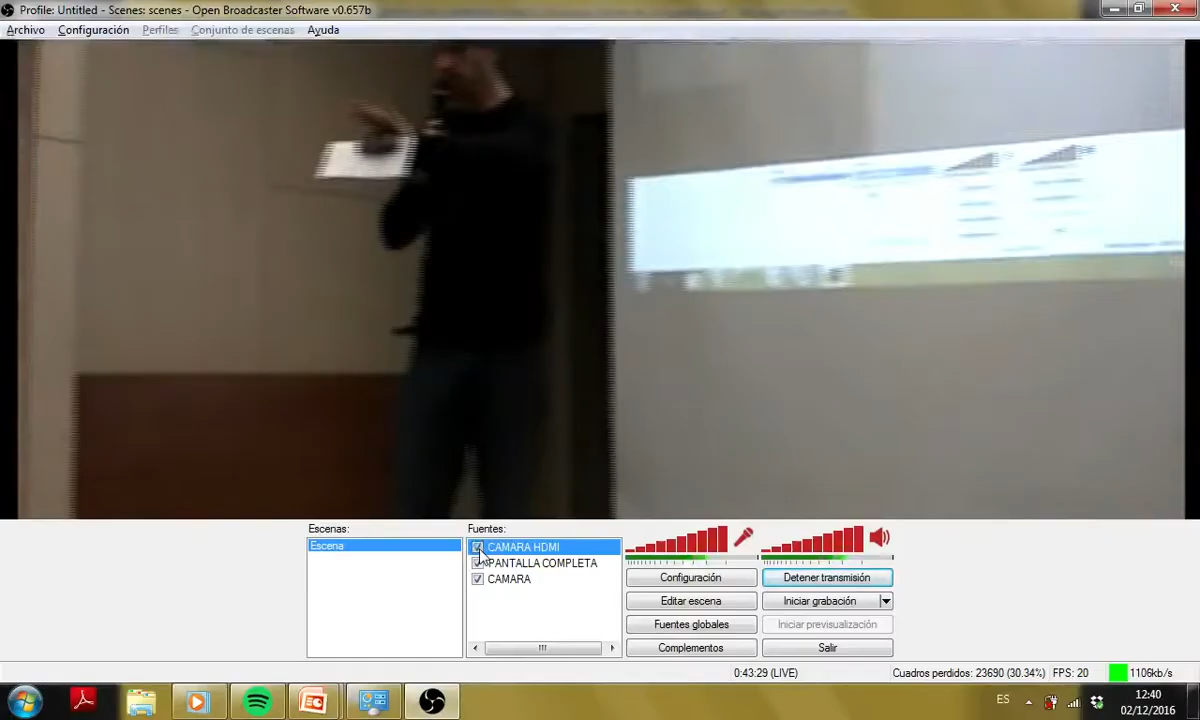 Profile: Untitled - Scenes: scenes - Open Broadcaster Software v0.657b
Archivo Configuración Perfiles Conjunto de escenas Ayuda
Escenas: Fuentes:
Escena
CAMARA HDMI
PANTALLA COMPLETA
CAMARA
Configuración Detener transmisión
Editar escena Iniciar grabación
Fuentes globales Iniciar previsualización
Complementos Salir
0:43:29 (LIVE) Cuadros perdidos: 23690 (30.34%) FPS: 20 1106kb/s
ES 12:40
02/12/2016